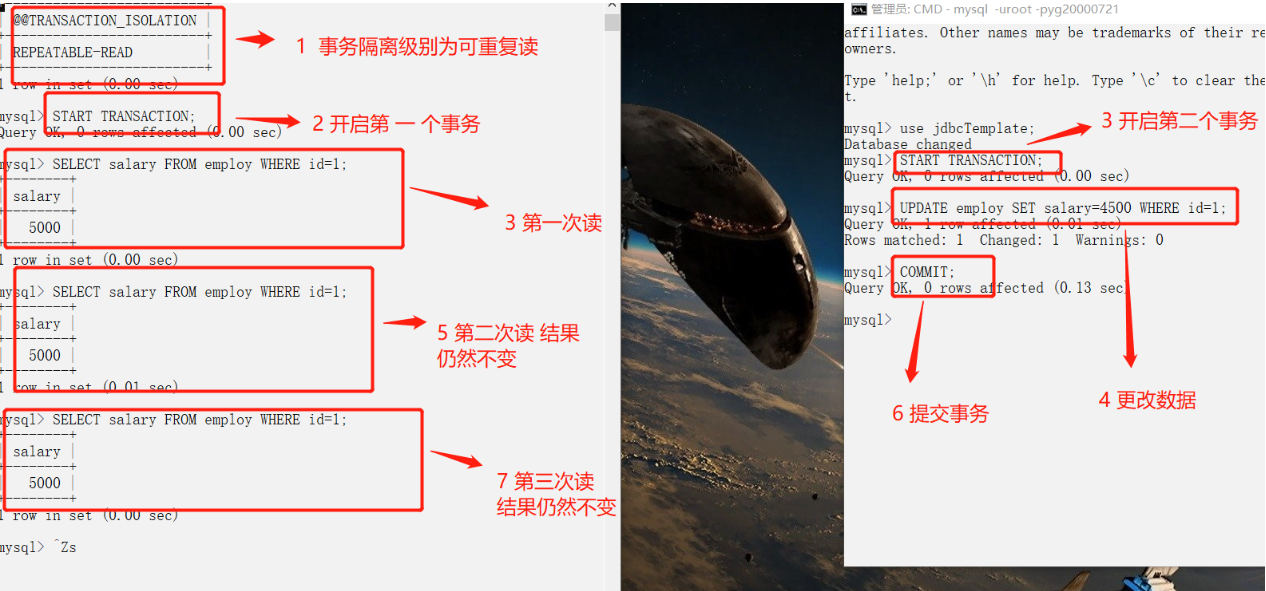 @@TRANSACTION_ISOLATION |
REPEATABLE-READ |
1 row in set (0.00 sec)
mysql> START TRANSACTION;
Query OK, 0 rows affected (0.00 sec)
mysql> SELECT salary FROM employ WHERE id=1;
salary |
5000 |
1 row in set (0.00 sec)
mysql> SELECT salary FROM employ WHERE id=1;
salary |
5000 |
1 row in set (0.01 sec)
mysql> SELECT salary FROM employ WHERE id=1;
salary |
5000 |
1 row in set (0.00 sec)
mysql> ^Zs
1 事务隔离级别为可重复读
2 开启第 一 个事务
3 第一次读
5 第二次读 结果
仍然不变
7 第三次读
结果仍然不变
管理员: CMD - mysql -uroot -pyg20000721
affiliates. Other names may be trademarks of their re
owners.
Type 'help;' or '\h' for help. Type '\c' to clear the
t.
mysql> use jdbcTemplate;
Database changed
mysql> START TRANSACTION;
Query OK, 0 rows affected (0.00 sec)
mysql> UPDATE employ SET salary=4500 WHERE id=1;
Query OK, 1 row affected (0.01 sec)
Rows matched: 1 Changed: 1 Warnings: 0
mysql> COMMIT;
Query OK, 0 rows affected (0.13 sec)
mysql>
3 开启第二个事务
4 更改数据
6 提交事务